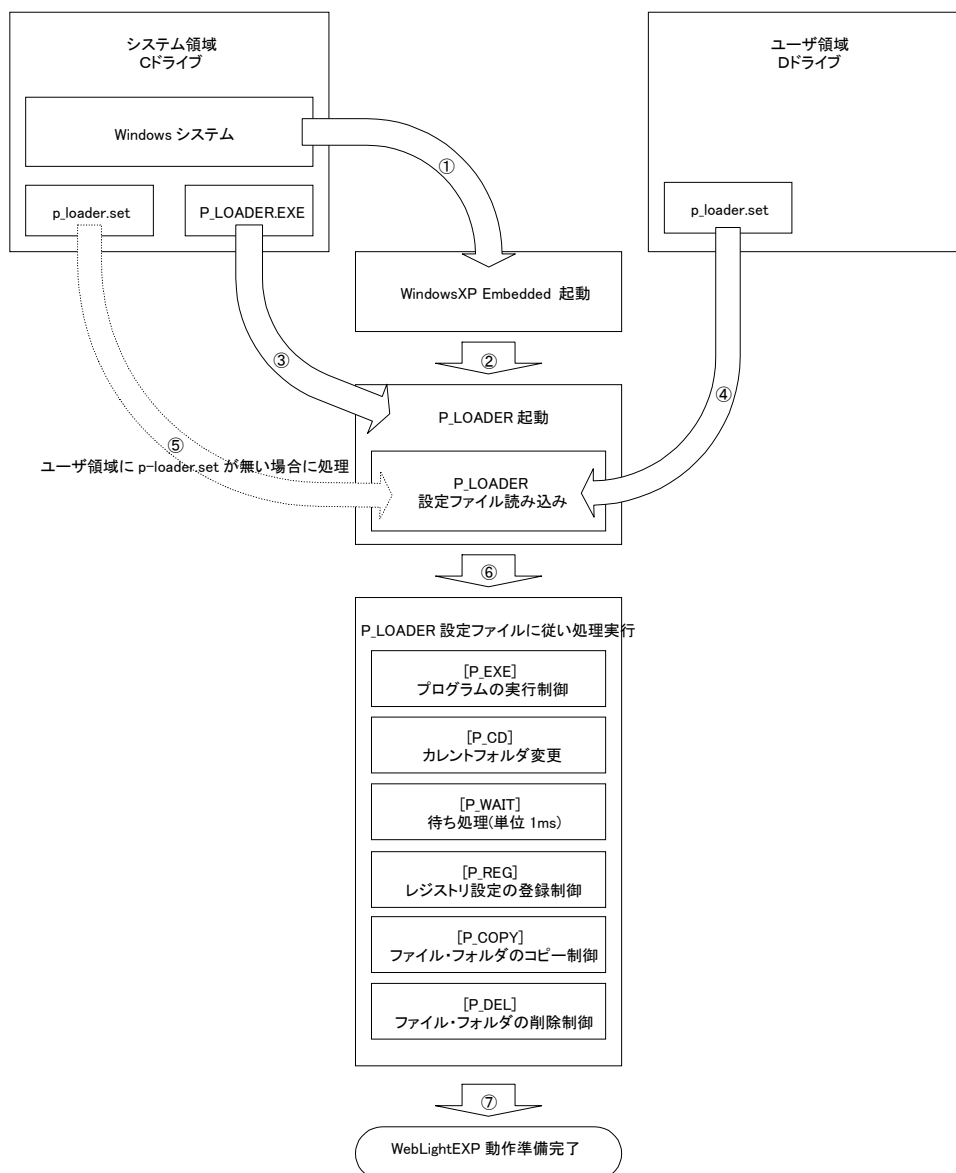 システム領域
Cドライブ
ユーザ領域
Dドライブ
Windows システム
①
p_loader.set
P_LOADER.EXE
p_loader.set
WindowsXP Embedded 起動
②
③
④
P_LOADER 起動
⑤
ユーザ領域に p-loader.set が無い場合に処理
P_LOADER
設定ファイル読み込み
⑥
P_LOADER 設定ファイルに従い処理実行
[P_EXE]
プログラムの実行制御
[P_CD]
カレントフォルダ変更
[P_WAIT]
待ち処理(単位 1ms)
[P_REG]
レジストリ設定の登録制御
[P_COPY]
ファイル・フォルダのコピー制御
[P_DEL]
ファイル・フォルダの削除制御
⑦
WebLightEXP 動作準備完了